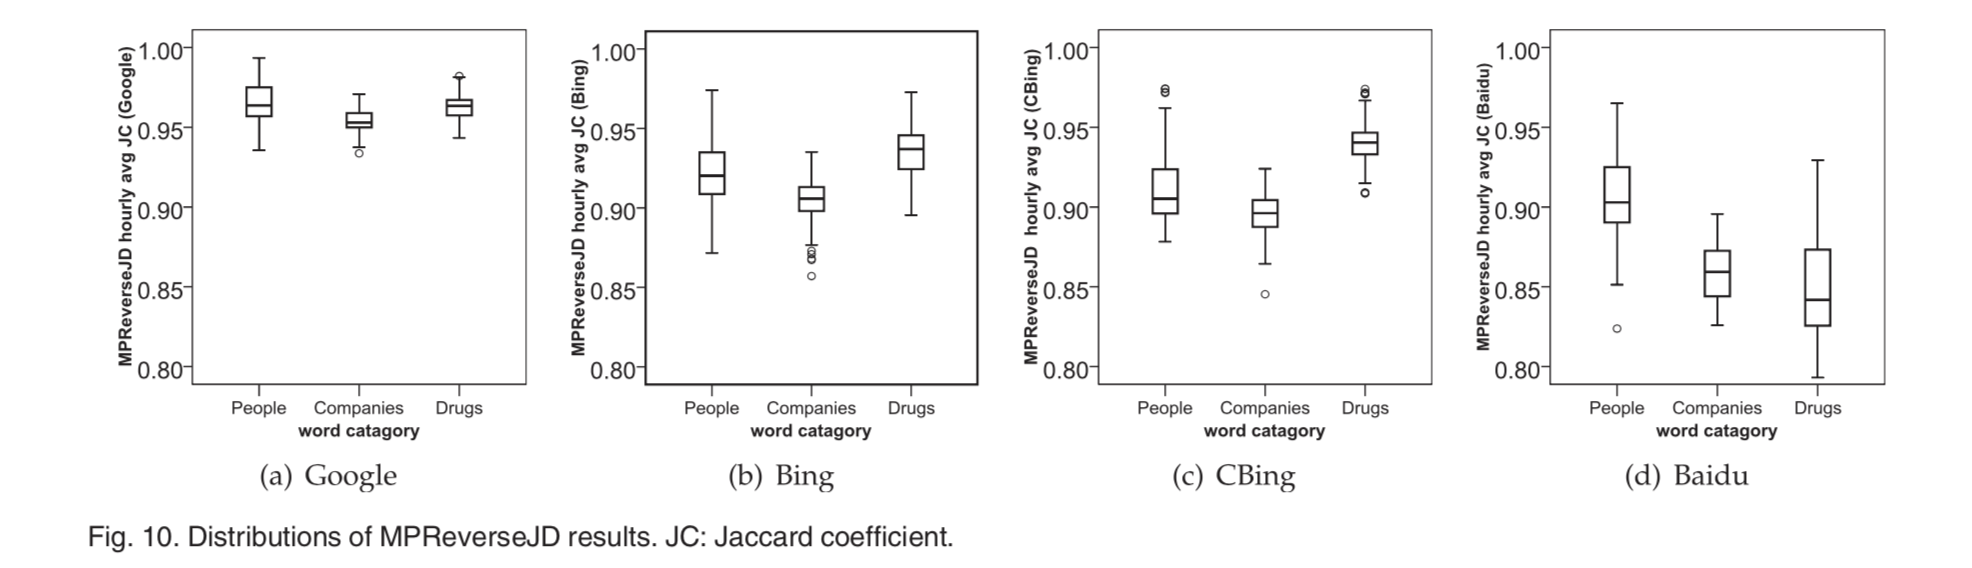 MPReverseJD hourly avg JC (Google)
1.00
0.95
0.90
0.85
0.80
People Companies Drugs
word catagory
(a) Google
MPReverseJD hourly avg JC (Bing)
1.00
0.95
0.90
0.85
0.80
People Companies Drugs
word catagory
(b) Bing
MPReverseJD hourly avg JC (CBing)
1.00
0.95
0.90
0.85
0.80
People Companies Drugs
word catagory
(c) CBing
MPReverseJD hourly avg JC (Baidu)
1.00
0.95
0.90
0.85
0.80
People Companies Drugs
word catagory
(d) Baidu
Fig. 10. Distributions of MPReverseJD results. JC: Jaccard coefficient.